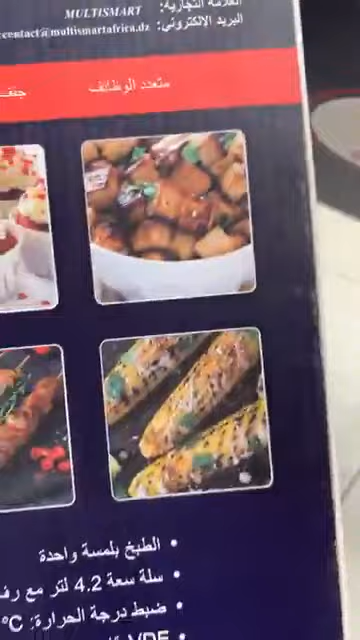 العلامة التجارية: MULTISMART
البريد الإلكتروني: contact@multismartafrica.dz
متعدد الوظائف
• الطبخ بلمسة واحدة
• سلة سعة 4.2 لتر مع
• ضبط درجة الحرارة: °C
• VDE